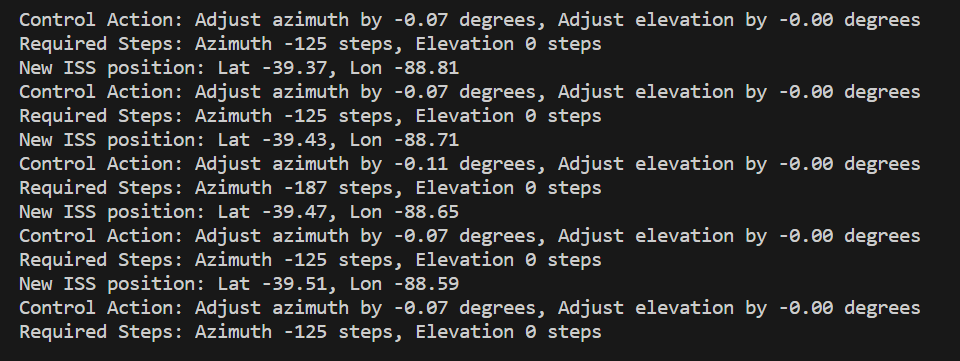 Control Action: Adjust azimuth by -0.07 degrees, Adjust elevation by -0.00 degrees
Required Steps: Azimuth -125 steps, Elevation 0 steps
New ISS position: Lat -39.37, Lon -88.81
Control Action: Adjust azimuth by -0.07 degrees, Adjust elevation by -0.00 degrees
Required Steps: Azimuth -125 steps, Elevation 0 steps
New ISS position: Lat -39.43, Lon -88.71
Control Action: Adjust azimuth by -0.11 degrees, Adjust elevation by -0.00 degrees
Required Steps: Azimuth -187 steps, Elevation 0 steps
New ISS position: Lat -39.47, Lon -88.65
Control Action: Adjust azimuth by -0.07 degrees, Adjust elevation by -0.00 degrees
Required Steps: Azimuth -125 steps, Elevation 0 steps
New ISS position: Lat -39.51, Lon -88.59
Control Action: Adjust azimuth by -0.07 degrees, Adjust elevation by -0.00 degrees
Required Steps: Azimuth -125 steps, Elevation 0 steps